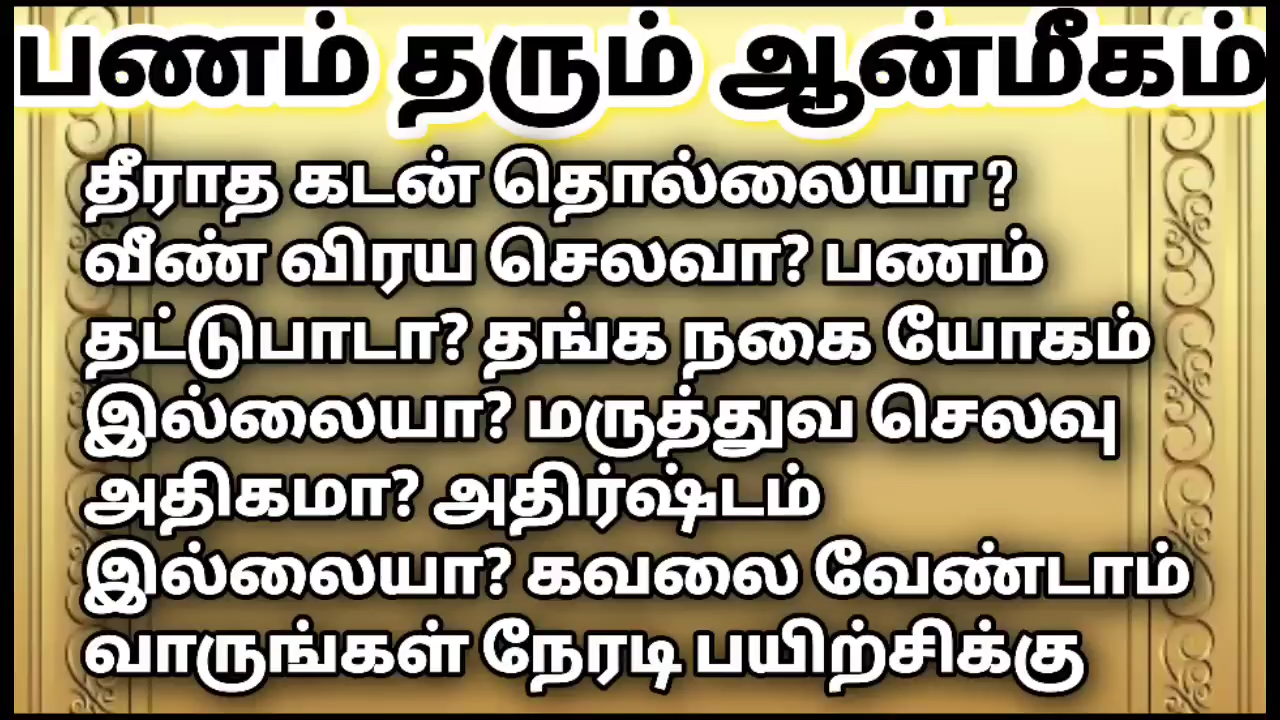 பணம் தரும் ஆன்மீகம்
தீராத கடன் தொல்லையா ?
வீண் விரய செலவா? பணம்
தட்டுபாடா? தங்க நகை யோகம்
இல்லையா? மருத்துவ செலவு
அதிகமா? அதிர்ஷ்டம்
இல்லையா? கவலை வேண்டாம்
வாருங்கள் நேரடி பயிற்சிக்கு